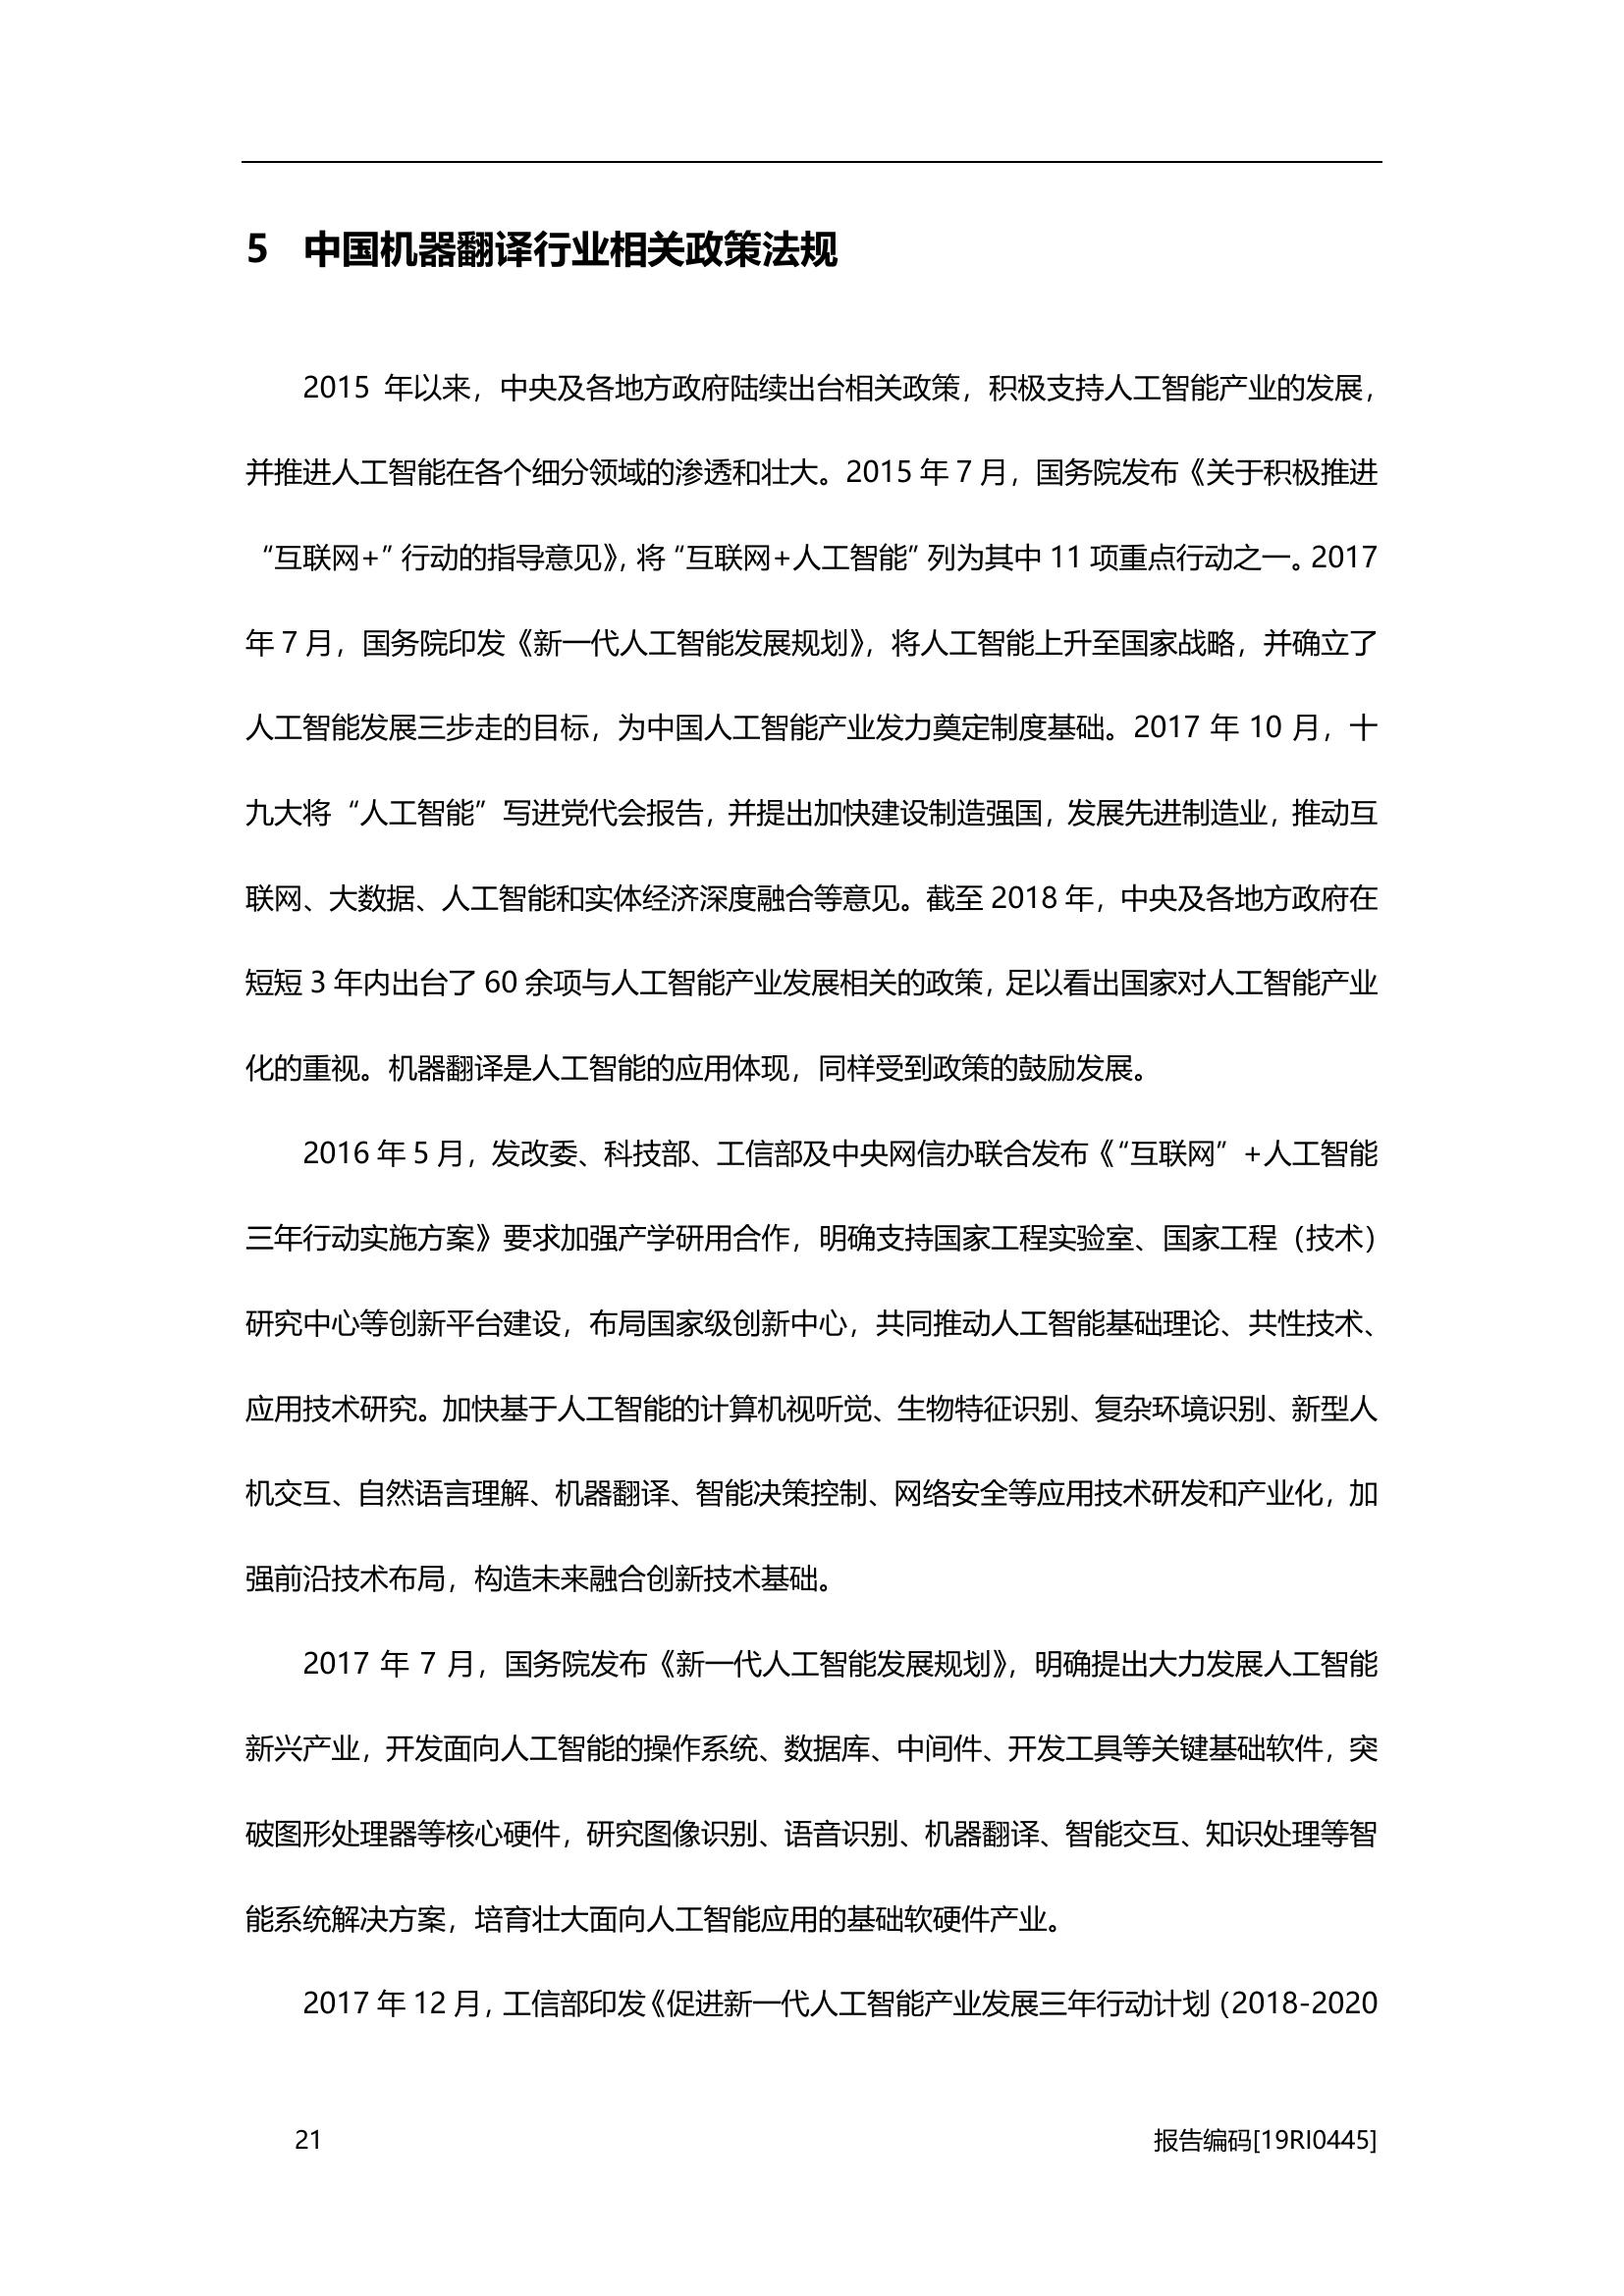 5 中国机器翻译行业相关政策法规
2015 年以来，中央及各地方政府陆续出台相关政策，积极支持人工智能产业的发展，
并推进人工智能在各个细分领域的渗透和壮大。2015 年 7 月，国务院发布《关于积极推进
“互联网+”行动的指导意见》，将“互联网+人工智能”列为其中 11 项重点行动之一。2017
年 7 月，国务院印发《新一代人工智能发展规划》，将人工智能上升至国家战略，并确立了
人工智能发展三步走的目标，为中国人工智能产业发力奠定制度基础。2017 年 10 月，十
九大将“人工智能”写进党代会报告，并提出加快建设制造强国，发展先进制造业，推动互
联网、大数据、人工智能和实体经济深度融合等意见。截至 2018 年，中央及各地方政府在
短短 3 年内出台了 60 余项与人工智能产业发展相关的政策，足以看出国家对人工智能产业
化的重视。机器翻译是人工智能的应用体现，同样受到政策的鼓励发展。
2016 年 5 月，发改委、科技部、工信部及中央网信办联合发布《“互联网”+人工智能
三年行动实施方案》要求加强产学研用合作，明确支持国家工程实验室、国家工程（技术）
研究中心等创新平台建设，布局国家级创新中心，共同推动人工智能基础理论、共性技术、
应用技术研究。加快基于人工智能的计算机视听觉、生物特征识别、复杂环境识别、新型人
机交互、自然语言理解、机器翻译、智能决策控制、网络安全等应用技术研发和产业化，加
强前沿技术布局，构造未来融合创新技术基础。
2017 年 7 月，国务院发布《新一代人工智能发展规划》，明确提出大力发展人工智能
新兴产业，开发面向人工智能的操作系统、数据库、中间件、开发工具等关键基础软件，突
破图形处理器等核心硬件，研究图像识别、语音识别、机器翻译、智能交互、知识处理等智
能系统解决方案，培育壮大面向人工智能应用的基础软硬件产业。
2017 年 12 月，工信部印发《促进新一代人工智能产业发展三年行动计划（2018-2020
21 报告编码[19RI0445]